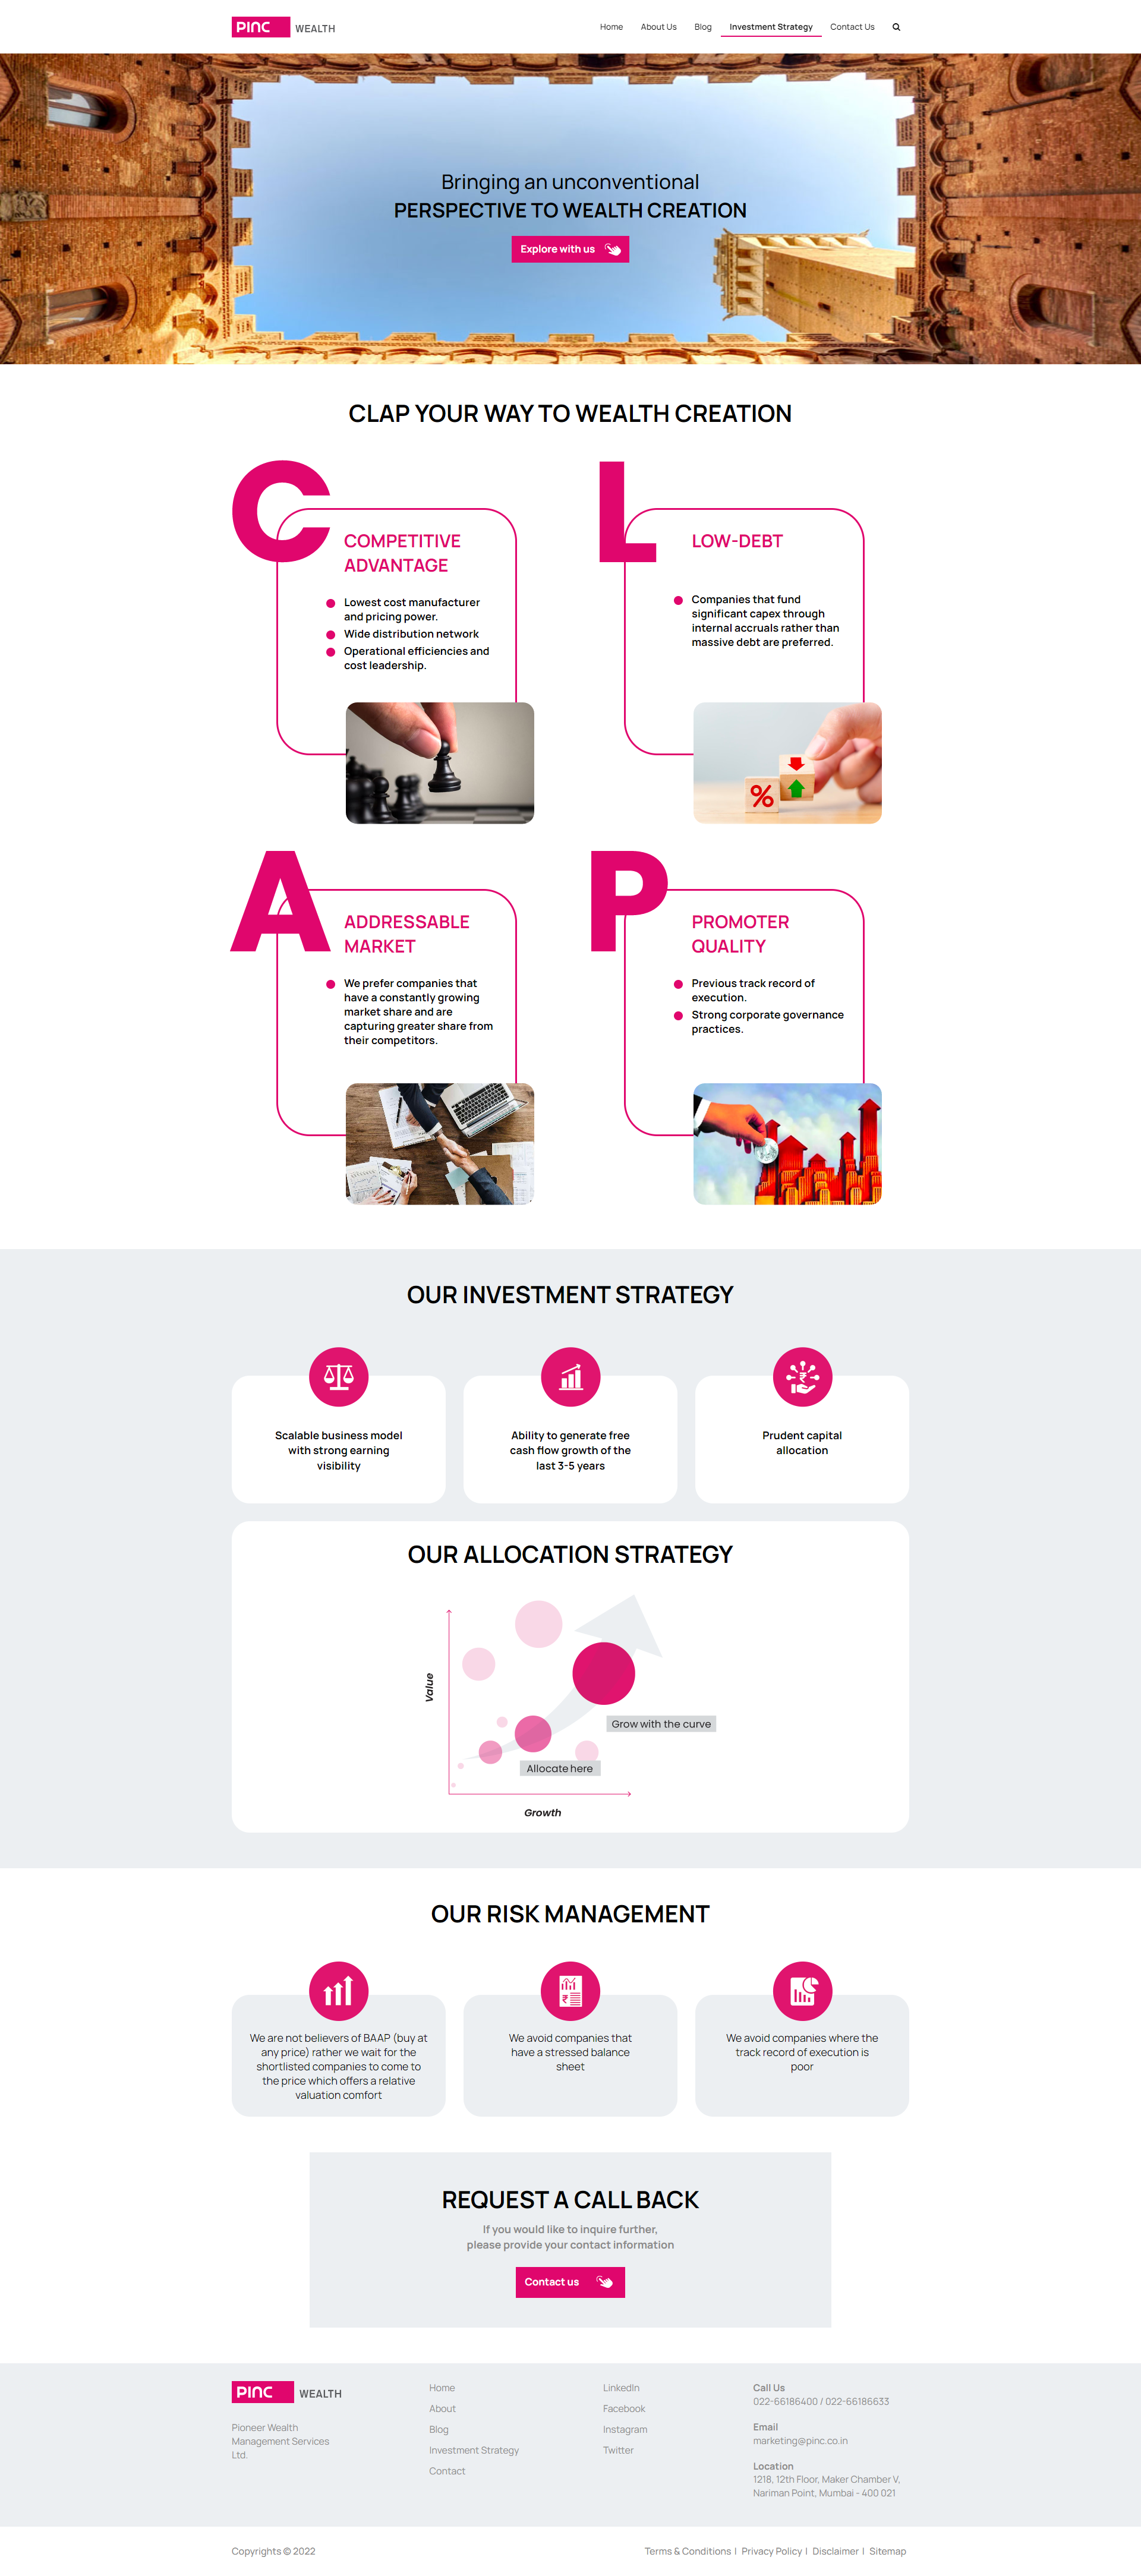 PINC WEALTH
Home About Us Blog Investment Strategy Contact Us
Bringing an unconventional
PERSPECTIVE TO WEALTH CREATION
Explore with us
CLAP YOUR WAY TO WEALTH CREATION
C
COMPETITIVE
ADVANTAGE
Lowest cost manufacturer
and pricing power.
Wide distribution network
Operational efficiencies and
cost leadership.
L
LOW-DEBT
Companies that fund
significant capex through
internal accruals rather than
massive debt are preferred.
%
A
ADDRESSABLE
MARKET
We prefer companies that
have a constantly growing
market share and are
capturing greater share from
their competitors.
P
PROMOTER
QUALITY
Previous track record of
execution.
Strong corporate governance
practices.
OUR INVESTMENT STRATEGY
₹
Scalable business model
with strong earning
visibility
Ability to generate free
cash flow growth of the
last 3-5 years
Prudent capital
allocation
OUR ALLOCATION STRATEGY
Value
Grow with the curve
Allocate here
Growth
OUR RISK MANAGEMENT
₹
We are not believers of BAAP (buy at
any price) rather we wait for the
shortlisted companies to come to
the price which offers a relative
valuation comfort
We avoid companies that
have a stressed balance
sheet
We avoid companies where the
track record of execution is
poor
REQUEST A CALL BACK
If you would like to inquire further,
please provide your contact information
Contact us
PINC WEALTH
Pioneer Wealth
Management Services
Ltd.
Home
About
Blog
Investment Strategy
Contact
LinkedIn
Facebook
Instagram
Twitter
Call Us
022-66186400 / 022-66186633
Email
marketing@pinc.co.in
Location
1218, 12th Floor, Maker Chamber V,
Nariman Point, Mumbai - 400 021
Copyrights © 2022
Terms & Conditions | Privacy Policy | Disclaimer | Sitemap